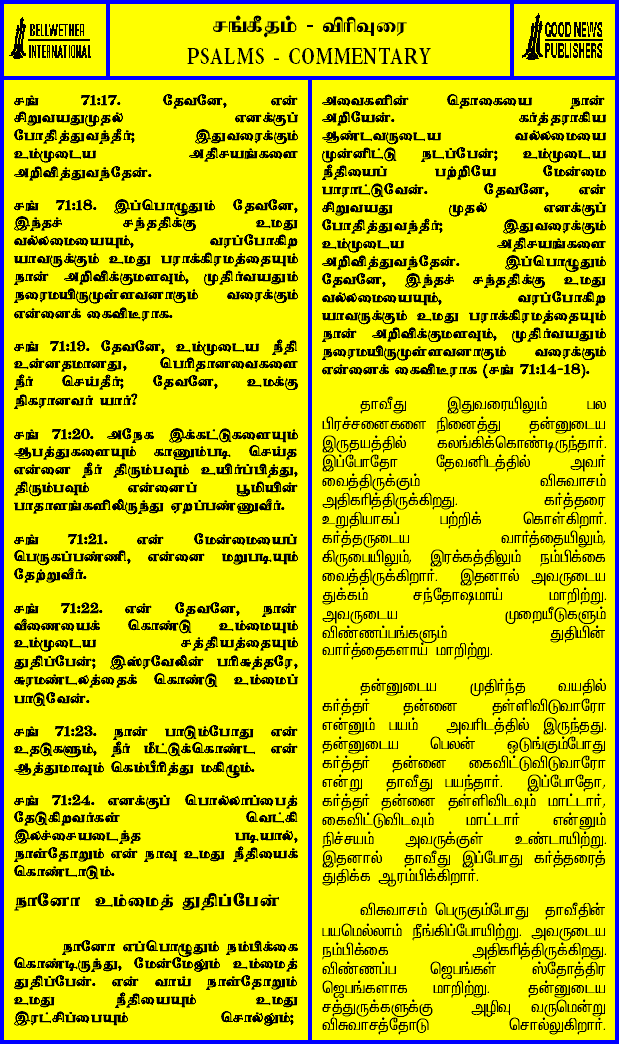 BELLWETHER
INTERNATIONAL
சங்கீதம் - விரிவுரை
PSALMS - COMMENTARY
GOOD NEWS
PUBLISHERS
சங் 71:17. தேவனே, என்
சிறுவயதுமுதல் எனக்குப்
போதித்துவந்தீர்; இதுவரைக்கும்
உம்முடைய அதிசயங்களை
அறிவித்துவந்தேன்.
சங் 71:18. இப்பொழுதும் தேவனே,
இந்தச் சந்ததிக்கு உமது
வல்லமையையும், வரப்போகிற
யாவருக்கும் உமது பராக்கிரமத்தையும்
நான் அறிவிக்குமளவும், முதிர்வயதும்
நரைமயிருமுள்ளவனாகும் வரைக்கும்
என்னைக் கைவிடீராக.
சங் 71:19. தேவனே, உம்முடைய நீதி
உன்னதமானது, பெரிதானவைகளை
நீர் செய்தீர்; தேவனே, உமக்கு
நிகரானவர் யார்?
சங் 71:20. அநேக இக்கட்டுகளையும்
ஆபத்துகளையும் காணும்படி செய்த
என்னை நீர் திரும்பவும் உயிர்ப்பித்து,
திரும்பவும் என்னைப் பூமியின்
பாதாளங்களிலிருந்து ஏறப்பண்ணுவீர்.
சங் 71:21. என் மேன்மையைப்
பெருகப்பண்ணி, என்னை மறுபடியும்
தேற்றுவீர்.
சங் 71:22. என் தேவனே, நான்
வீணையைக் கொண்டு உம்மையும்
உம்முடைய சத்தியத்தையும்
துதிப்பேன்; இஸ்ரவேலின் பரிசுத்தரே,
சுரமண்டலத்தைக் கொண்டு உம்மைப்
பாடுவேன்.
சங் 71:23. நான் பாடும்போது என்
உதடுகளும், நீர் மீட்டுக்கொண்ட என்
ஆத்துமாவும் கெம்பீரித்து மகிழும்.
சங் 71:24. எனக்குப் பொல்லாப்பைத்
தேடுகிறவர்கள் வெட்கி
இலச்சையடைந்த படியால்,
நாள்தோறும் என் நாவு உமது நீதியைக்
கொண்டாடும்.
நானோ உம்மைத் துதிப்பேன்
நானோ எப்பொழுதும் நம்பிக்கை
கொண்டிருந்து, மேன்மேலும் உம்மைத்
துதிப்பேன். என் வாய் நாள்தோறும்
உமது நீதியையும் உமது
இரட்சிப்பையும் சொல்லும்;
அவைகளின் தொகையை நான்
அறியேன். கர்த்தராகிய
ஆண்டவருடைய வல்லமையை
முன்னிட்டு நடப்பேன்; உம்முடைய
நீதியைப் பற்றியே மேன்மை
பாராட்டுவேன். தேவனே, என்
சிறுவயது முதல் எனக்குப்
போதித்துவந்தீர்; இதுவரைக்கும்
உம்முடைய அதிசயங்களை
அறிவித்துவந்தேன். இப்பொழுதும்
தேவனே, இந்தச் சந்ததிக்கு உமது
வல்லமையையும், வரப்போகிற
யாவருக்கும் உமது பராக்கிரமத்தையும்
நான் அறிவிக்குமளவும், முதிர்வயதும்
நரைமயிருமுள்ளவனாகும் வரைக்கும்
என்னைக் கைவிடீராக (சங் 71:14-18).
தாவீது இதுவரையிலும் பல
பிரச்சனைகளை நினைத்து தன்னுடைய
இருதயத்தில் கலங்கிக்கொண்டிருந்தார்.
இப்போதோ தேவனிடத்தில் அவர்
வைத்திருக்கும் விசுவாசம்
அதிகரித்திருக்கிறது. கர்த்தரை
உறுதியாகப் பற்றிக் கொள்கிறார்.
கர்த்தருடைய வார்த்தையிலும்,
கிருபையிலும், இரக்கத்திலும் நம்பிக்கை
வைத்திருக்கிறார். இதனால் அவருடைய
துக்கம் சந்தோஷமாய் மாறிற்று.
அவருடைய முறையீடுகளும்
விண்ணப்பங்களும் துதியின்
வார்த்தைகளாய் மாறிற்று.
தன்னுடைய முதிர்ந்த வயதில்
கர்த்தர் தன்னை தள்ளிவிடுவாரோ
என்னும் பயம் அவரிடத்தில் இருந்தது.
தன்னுடைய பெலன் ஒடுங்கும்போது
கர்த்தர் தன்னை கைவிட்டுவிடுவாரோ
என்று தாவீது பயந்தார். இப்போதோ,
கர்த்தர் தன்னை தள்ளிவிடவும் மாட்டார்,
கைவிட்டுவிடவும் மாட்டார் என்னும்
நிச்சயம் அவருக்குள் உண்டாயிற்று.
இதனால் தாவீது இப்போது கர்த்தரைத்
துதிக்க ஆரம்பிக்கிறார்.
விசுவாசம் பெருகும்போது தாவீதின்
பயமெல்லாம் நீங்கிப்போயிற்று. அவருடைய
நம்பிக்கை அதிகரித்திருக்கிறது.
விண்ணப்ப ஜெபங்கள் ஸ்தோத்திர
ஜெபங்களாக மாறிற்று. தன்னுடைய
சத்துருக்களுக்கு அழிவு வருமென்று
விசுவாசத்தோடு சொல்லுகிறார்.